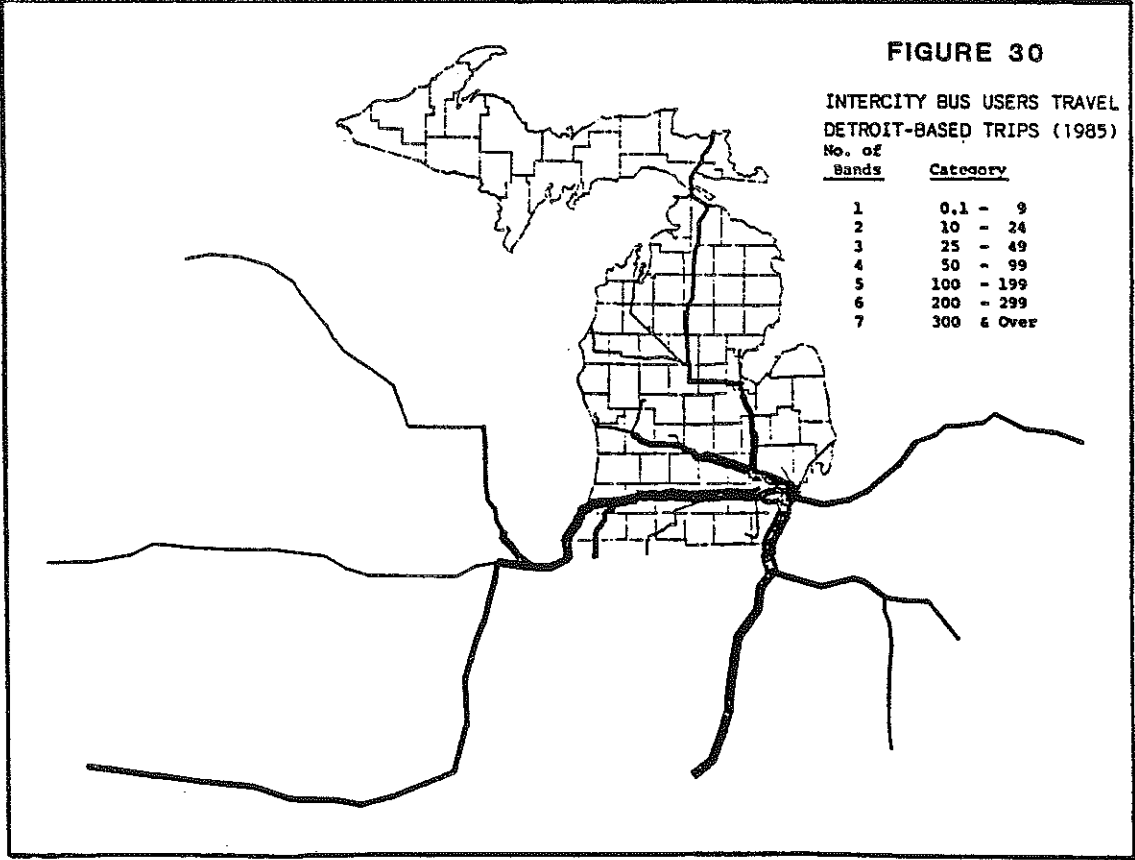 FIGURE 30
INTERCITY BUS USERS TRAVEL
DETROIT-BASED TRIPS (1985)
No. of
Bands Category
1 0.1 - 9
2 10 - 24
3 25 - 49
4 50 - 99
5 100 - 199
6 200 - 299
7 300 & Over